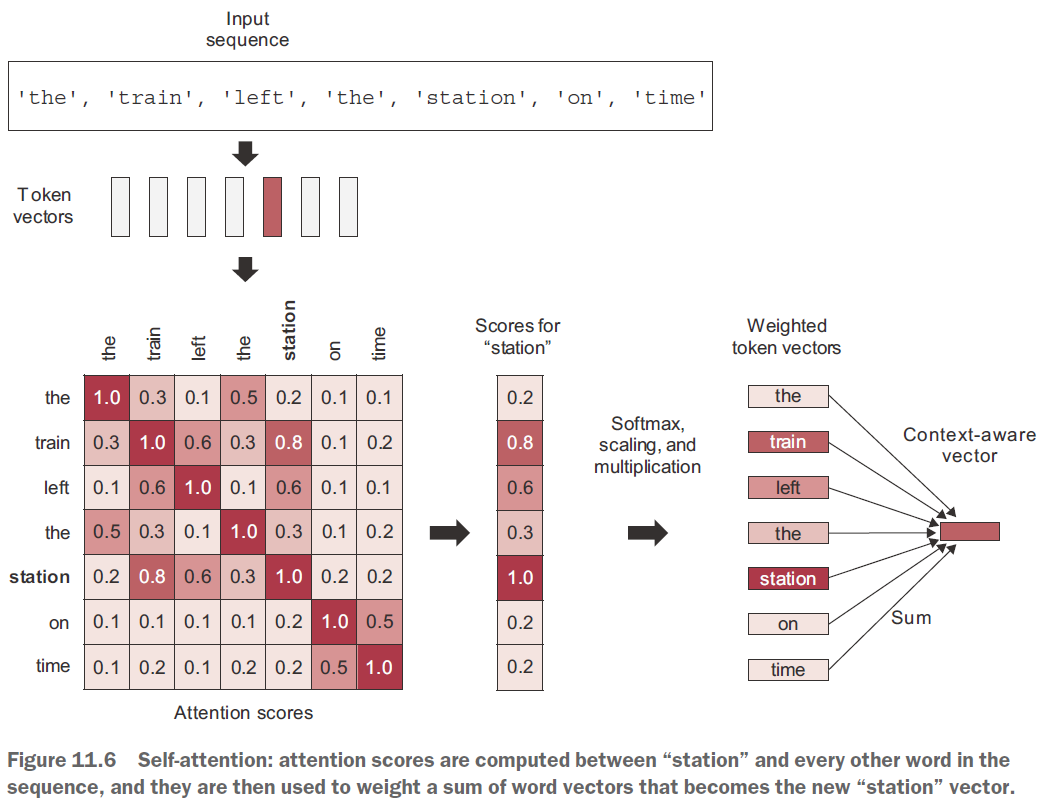 Input
sequence
'the', 'train', 'left', 'the', 'station', 'on', 'time'
Token
vectors
the train left the station on time
the 1.0 0.3 0.1 0.5 0.2 0.1 0.1
train 0.3 1.0 0.6 0.3 0.8 0.1 0.2
left 0.1 0.6 1.0 0.1 0.6 0.1 0.1
the 0.5 0.3 0.1 1.0 0.3 0.1 0.2
station 0.2 0.8 0.6 0.3 1.0 0.2 0.2
on 0.1 0.1 0.1 0.1 0.2 1.0 0.5
time 0.1 0.2 0.1 0.2 0.2 0.5 1.0
Attention scores
Scores for
“station”
0.2
0.8
0.6
0.3
1.0
0.2
0.2
Softmax,
scaling, and
multiplication
Weighted
token vectors
the
train
left
the
station
on
time
Context-aware
vector
Sum
Figure 11.6 Self-attention: attention scores are computed between “station” and every other word in the
sequence, and they are then used to weight a sum of word vectors that becomes the new “station” vector.